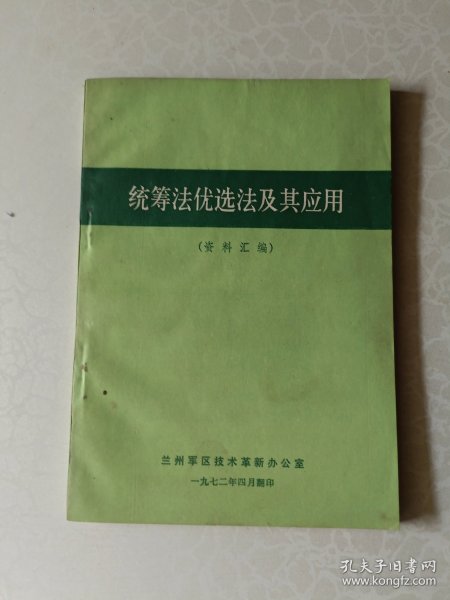 统筹法优选法及其应用
（资料汇编）
兰州军区技术革新办公室
一九七二年四月翻印
孔夫子旧书网
www.kongfz.com